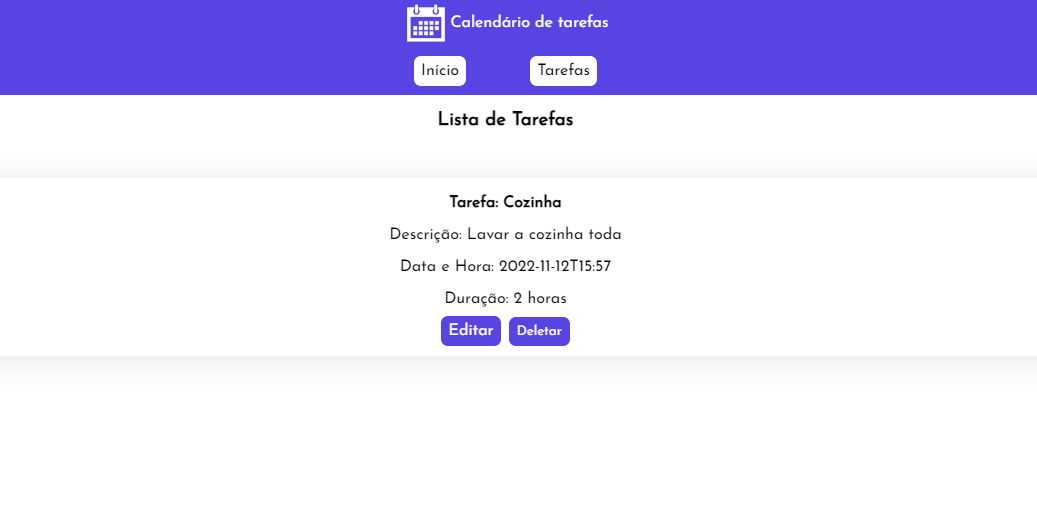 Calendário de tarefas
Início Tarefas
Lista de Tarefas
Tarefa: Cozinha
Descrição: Lavar a cozinha toda
Data e Hora: 2022-11-12T15:57
Duração: 2 horas
Editar Deletar